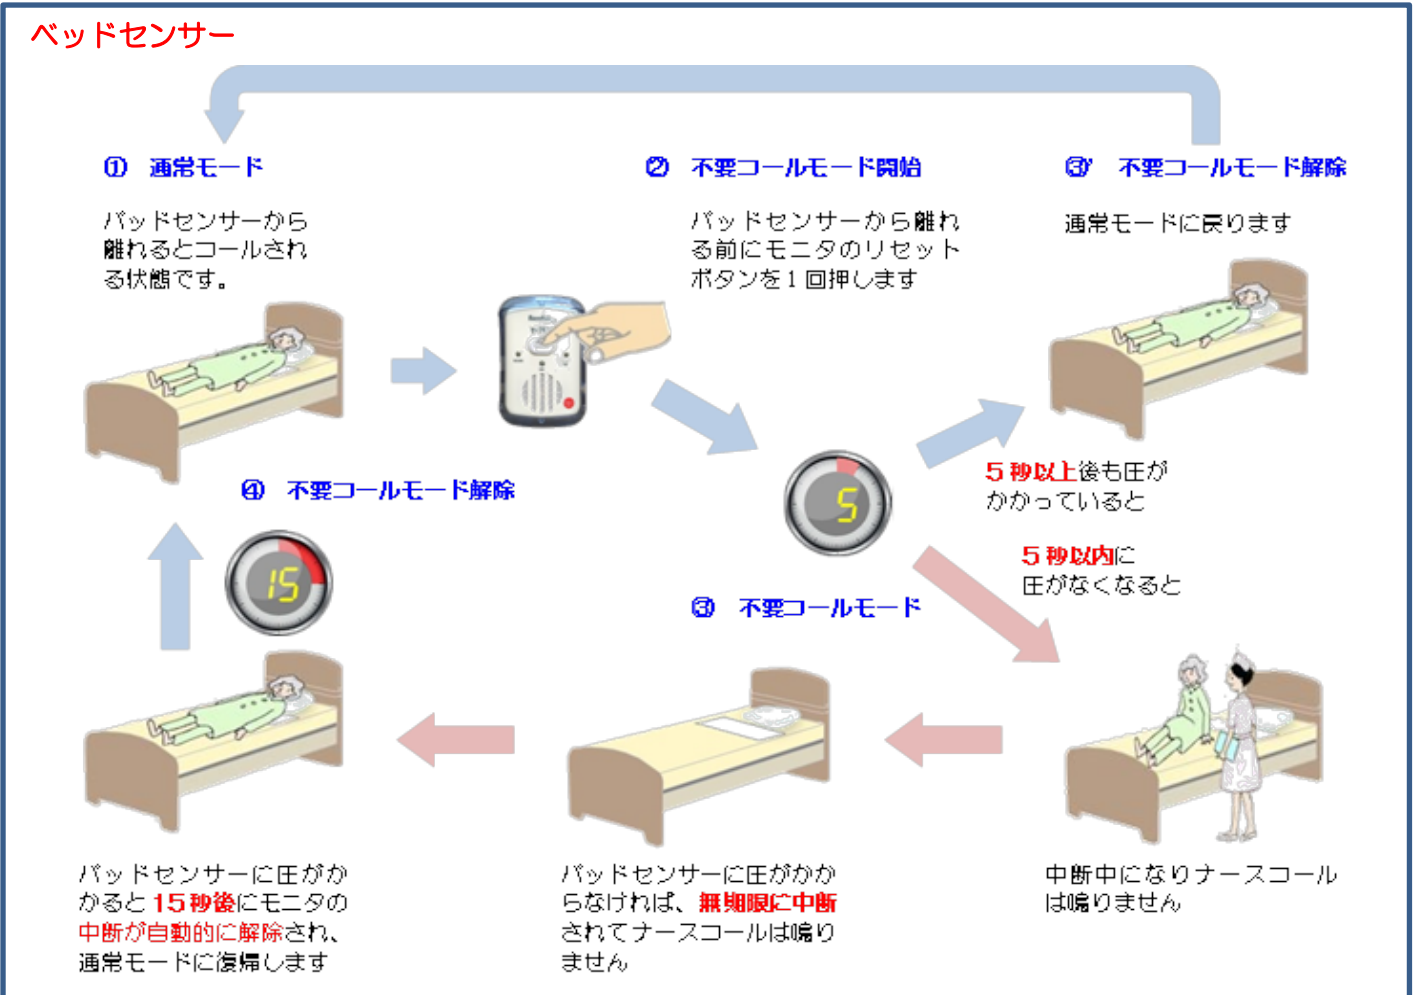 ベッドセンサー
① 通常モード
パッドセンサーから
離れるとコールされ
る状態です。
② 不要コールモード開始
パッドセンサーから離れ
る前にモニタのリセット
ボタンを1回押します
③' 不要コールモード解除
通常モードに戻ります
5
5秒以上後も圧が
かかっていると
5秒以内に
圧がなくなると
③ 不要コールモード
中断中になりナースコール
は鳴りません
パッドセンサーに圧がかか
らなければ、無期限に中断
されてナースコールは鳴り
ません
④ 不要コールモード解除
15
パッドセンサーに圧がか
かると15秒後にモニタの
中断が自動的に解除され、
通常モードに復帰します